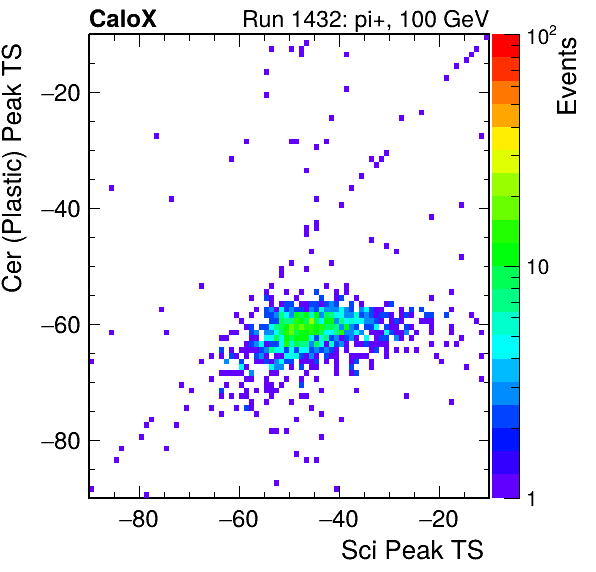 CaloX Run 1432: pi+, 100 GeV
Cer (Plastic) Peak TS
−20
−40
−60
−80
−80 −60 −40 −20
Sci Peak TS
10²
10
1
Events